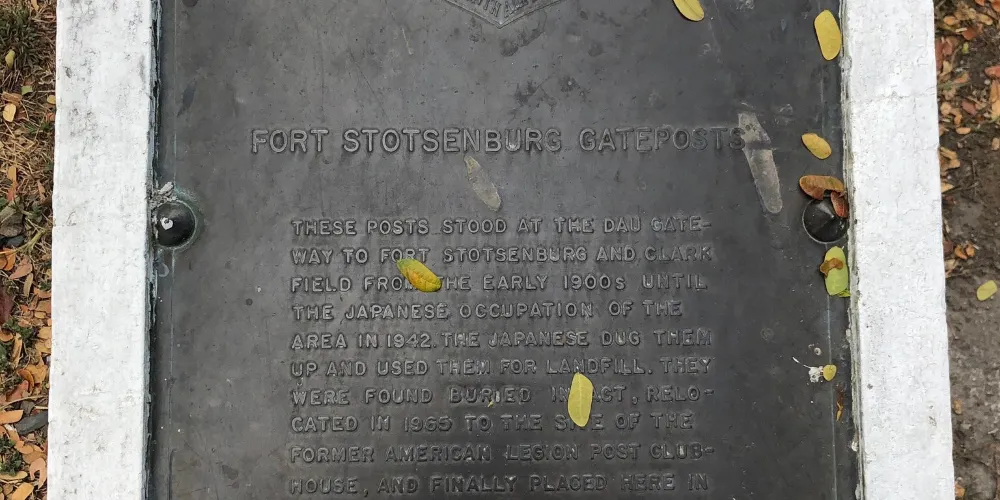 FORT STOTSENBURG GATEPOSTS
THESE POSTS STOOD AT THE DAU GATE-
WAY TO FORT STOTSENBURG AND CLARK
FIELD FROM THE EARLY 1900s UNTIL
THE JAPANESE OCCUPATION OF THE
AREA IN 1942. THE JAPANESE DUG THEM
UP AND USED THEM FOR LANDFILL. THEY
WERE FOUND BURIED INTACT, RELO-
CATED IN 1965 TO THE SITE OF THE
FORMER AMERICAN LEGION POST CLUB-
HOUSE, AND FINALLY PLACED HERE IN